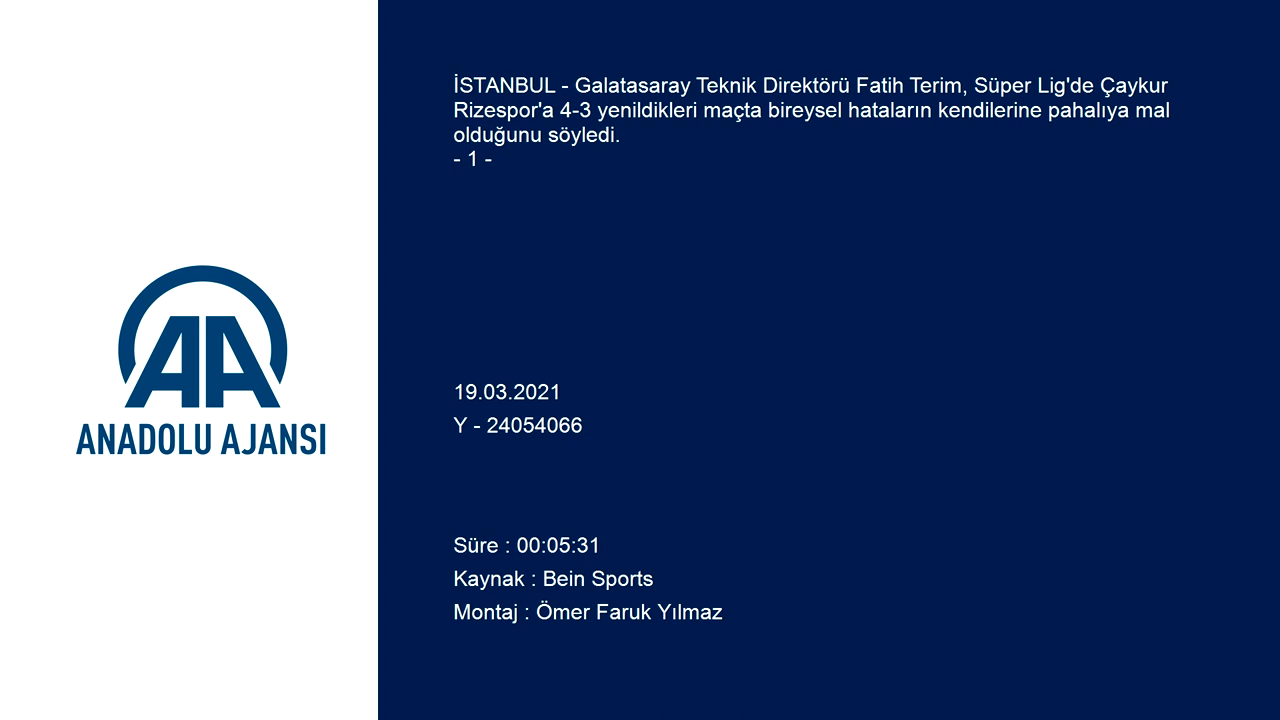 İSTANBUL - Galatasaray Teknik Direktörü Fatih Terim, Süper Lig'de Çaykur
Rizespor'a 4-3 yenildikleri maçta bireysel hataların kendilerine pahalıya mal
olduğunu söyledi.
- 1 -
AA
ANADOLU AJANSI
19.03.2021
Y - 24054066
Süre : 00:05:31
Kaynak : Bein Sports
Montaj : Ömer Faruk Yılmaz